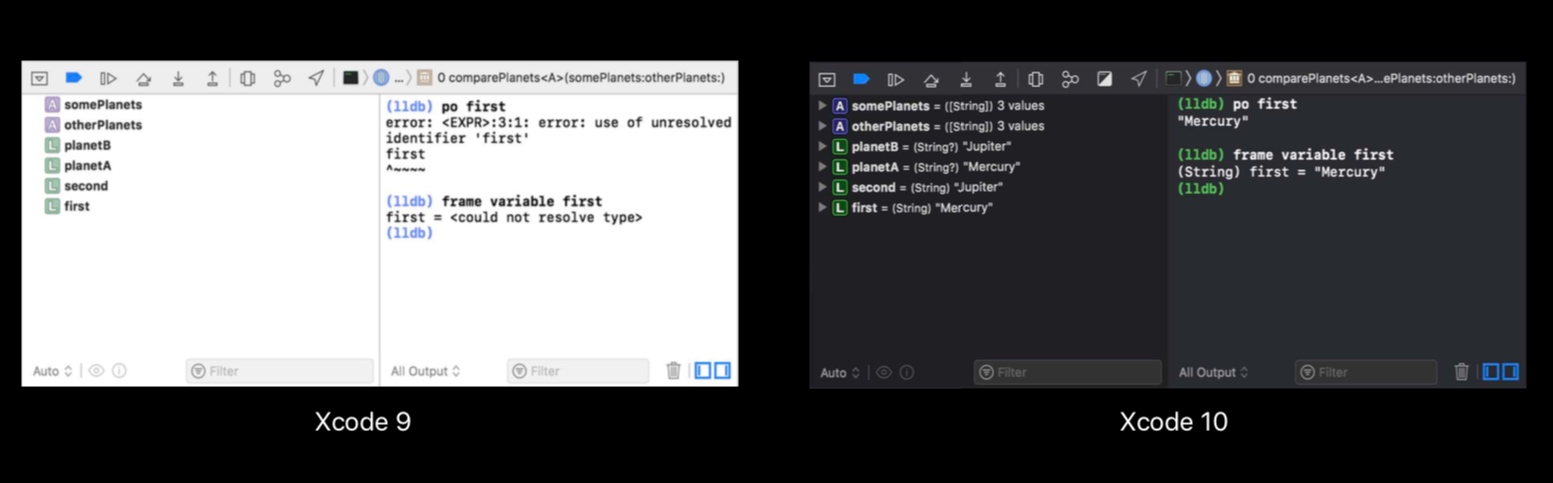 0 comparePlanets<A>(somePlanets:otherPlanets:)
A somePlanets
A otherPlanets
L planetB
L planetA
L second
L first
(lldb) po first
error: <EXPR>:3:1: error: use of unresolved
identifier 'first'
first
^~~~~
(lldb) frame variable first
first = <could not resolve type>
(lldb)
Auto
Filter
All Output
Filter
Xcode 9
0 comparePlanets<A>...ePlanets:otherPlanets:)
A somePlanets = ([String]) 3 values
A otherPlanets = ([String]) 3 values
L planetB = (String?) "Jupiter"
L planetA = (String?) "Mercury"
L second = (String) "Jupiter"
L first = (String) "Mercury"
(lldb) po first
"Mercury"
(lldb) frame variable first
(String) first = "Mercury"
(lldb)
Auto
Filter
All Output
Filter
Xcode 10